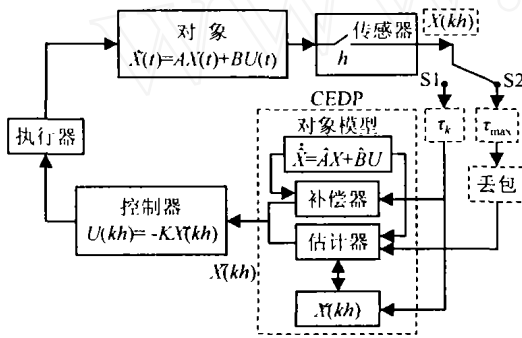 对 象
Ẋ(t)=AX(t)+BU(t)
传感器
h
X(kh)
S1
S2
τk
τmax
丢包
CEDP
对象模型
X̂̇=ÂX+B̂U
补偿器
估计器
X̃(kh)
执行器
控制器
U(kh)= -KX̃(kh)
X̃(kh)